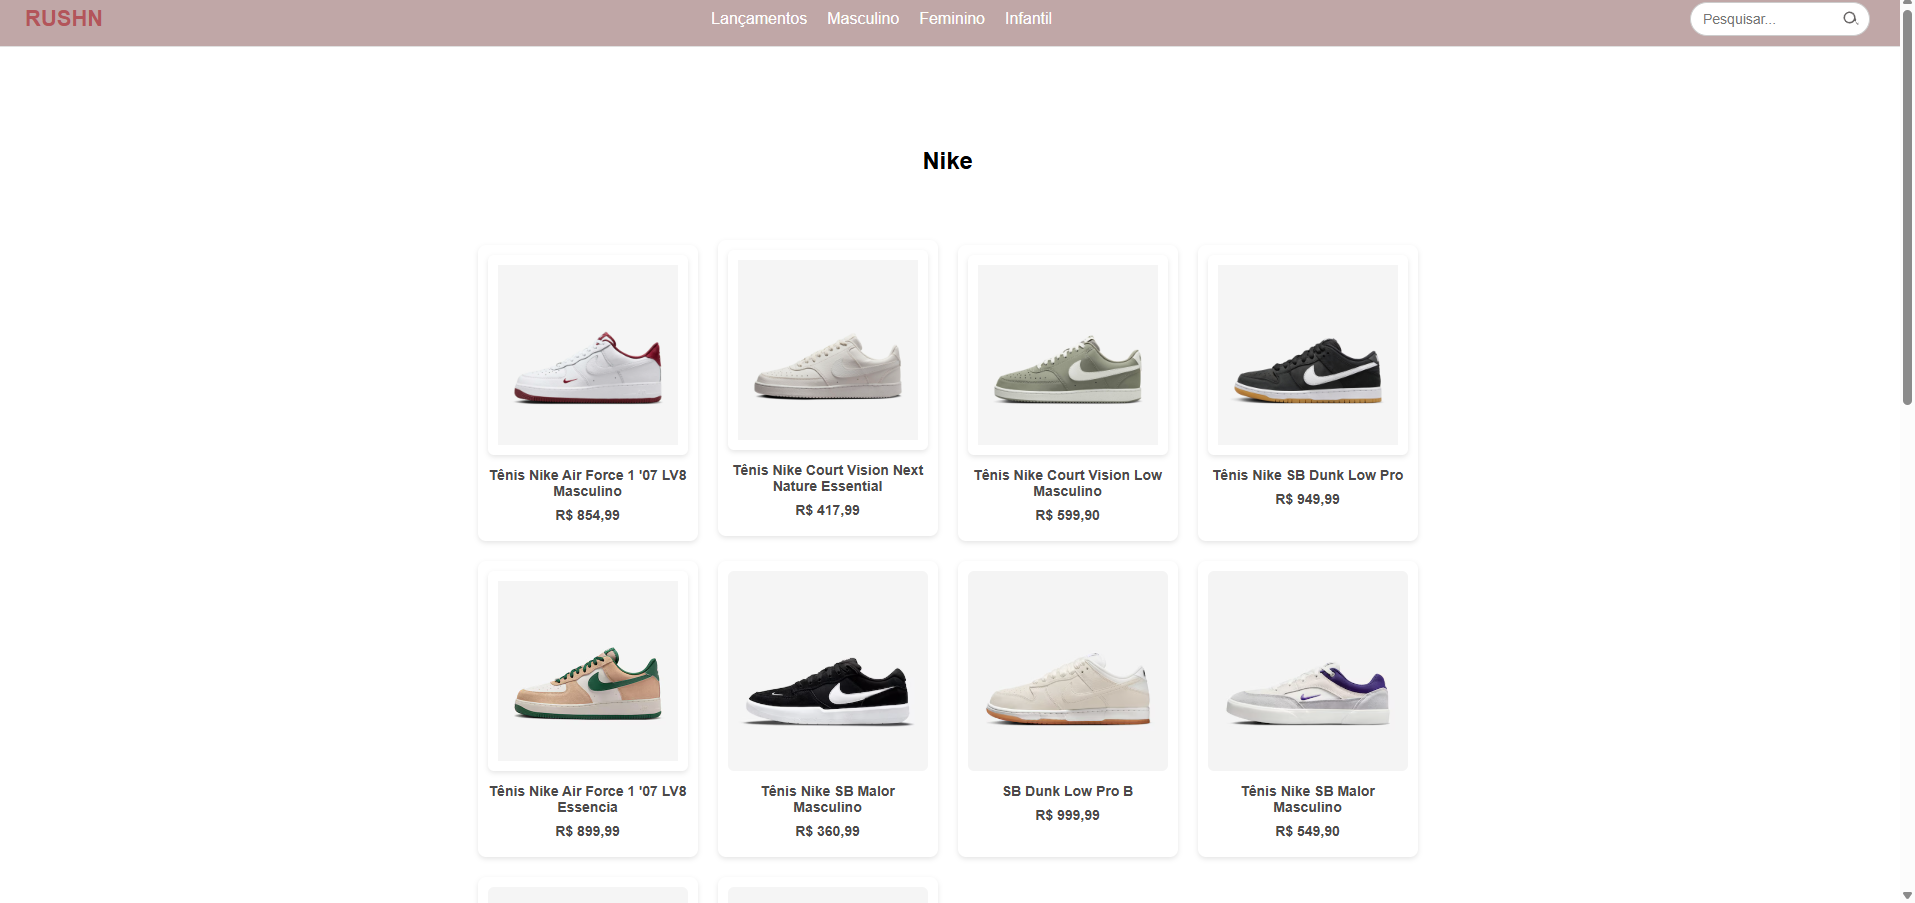 RUSHN
Lançamentos Masculino Feminino Infantil
Pesquisar...
Nike
Tênis Nike Air Force 1 '07 LV8
Masculino
R$ 854,99
Tênis Nike Court Vision Next
Nature Essential
R$ 417,99
Tênis Nike Court Vision Low
Masculino
R$ 599,90
Tênis Nike SB Dunk Low Pro
R$ 949,99
Tênis Nike Air Force 1 '07 LV8
Essencia
R$ 899,99
Tênis Nike SB Malor
Masculino
R$ 360,99
SB Dunk Low Pro B
R$ 999,99
Tênis Nike SB Malor
Masculino
R$ 549,90